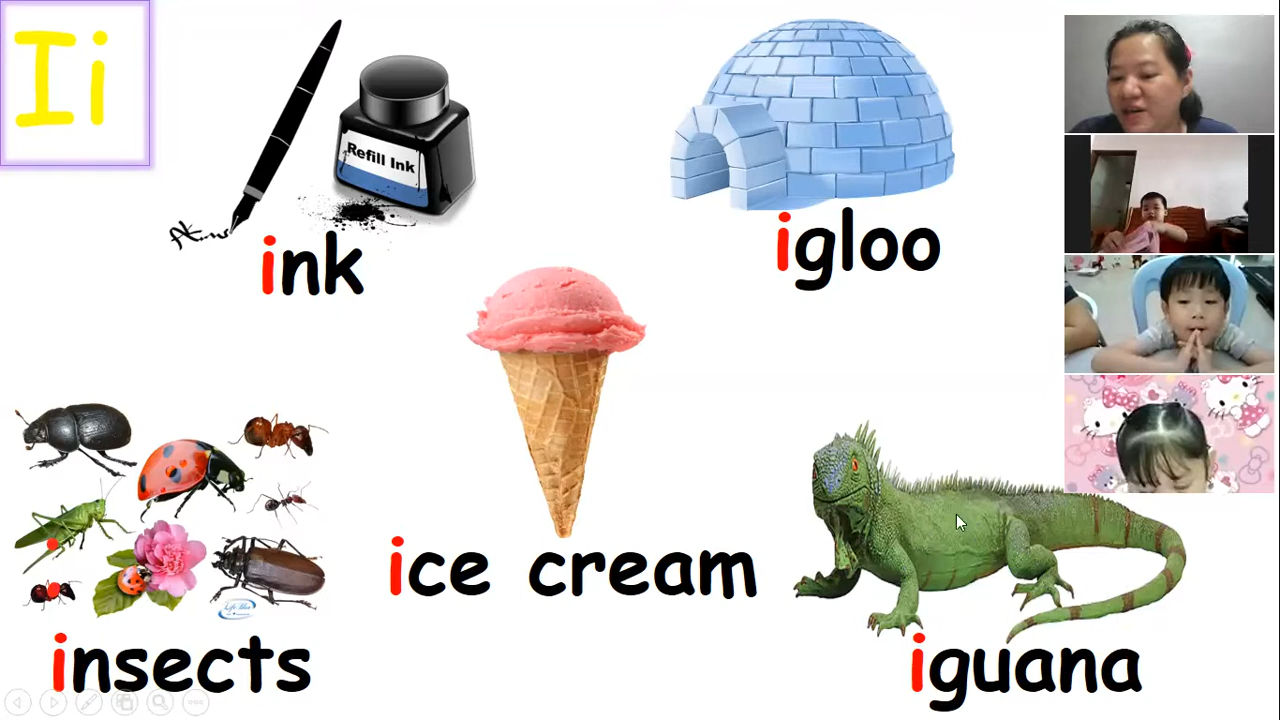 Ii
Refill Ink
ink
igloo
ice cream
insects
iguana